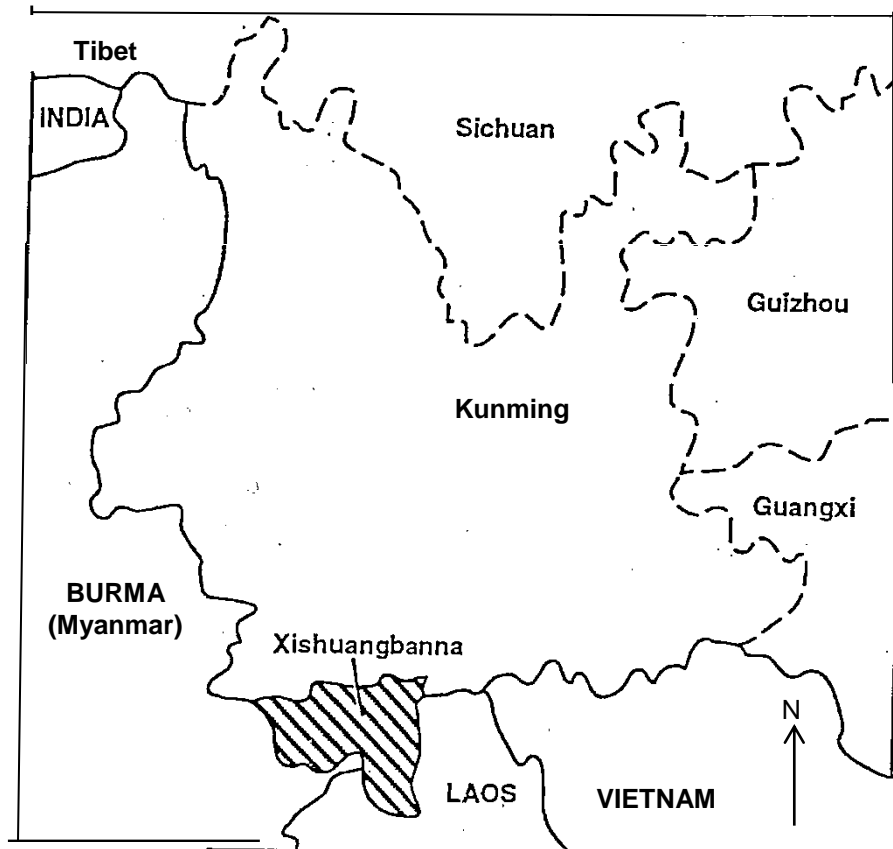 Tibet
INDIA
Sichuan
Guizhou
Kunming
Guangxi
BURMA
(Myanmar)
Xishuangbanna
N
LAOS
VIETNAM